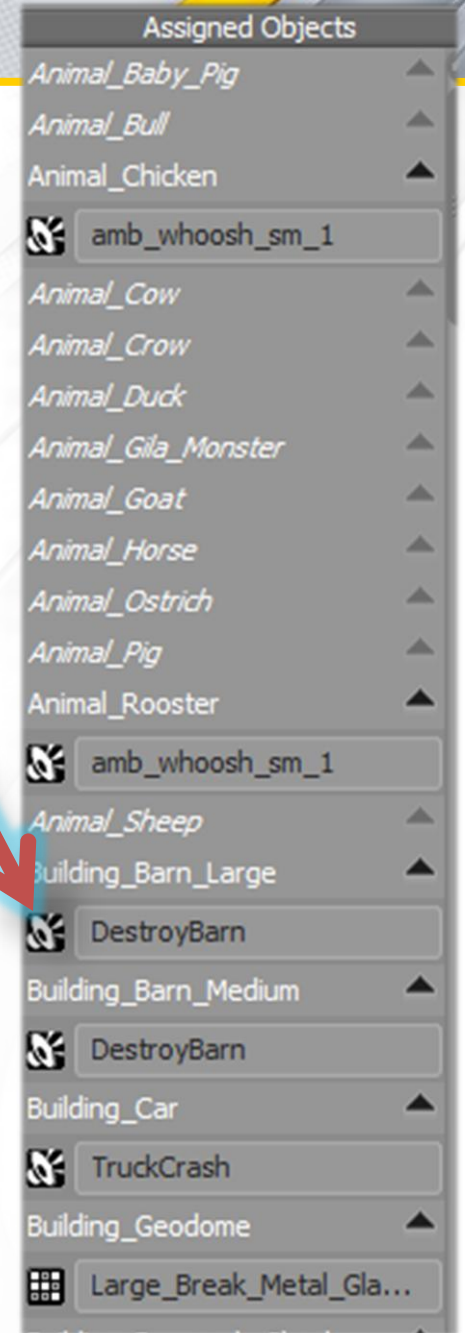 Assigned Objects
Animal_Baby_Pig
Animal_Bull
Animal_Chicken
amb_whoosh_sm_1
Animal_Cow
Animal_Crow
Animal_Duck
Animal_Gila_Monster
Animal_Goat
Animal_Horse
Animal_Ostrich
Animal_Pig
Animal_Rooster
amb_whoosh_sm_1
Animal_Sheep
Building_Barn_Large
DestroyBarn
Building_Barn_Medium
DestroyBarn
Building_Car
TruckCrash
Building_Geodome
Large_Break_Metal_Gla...